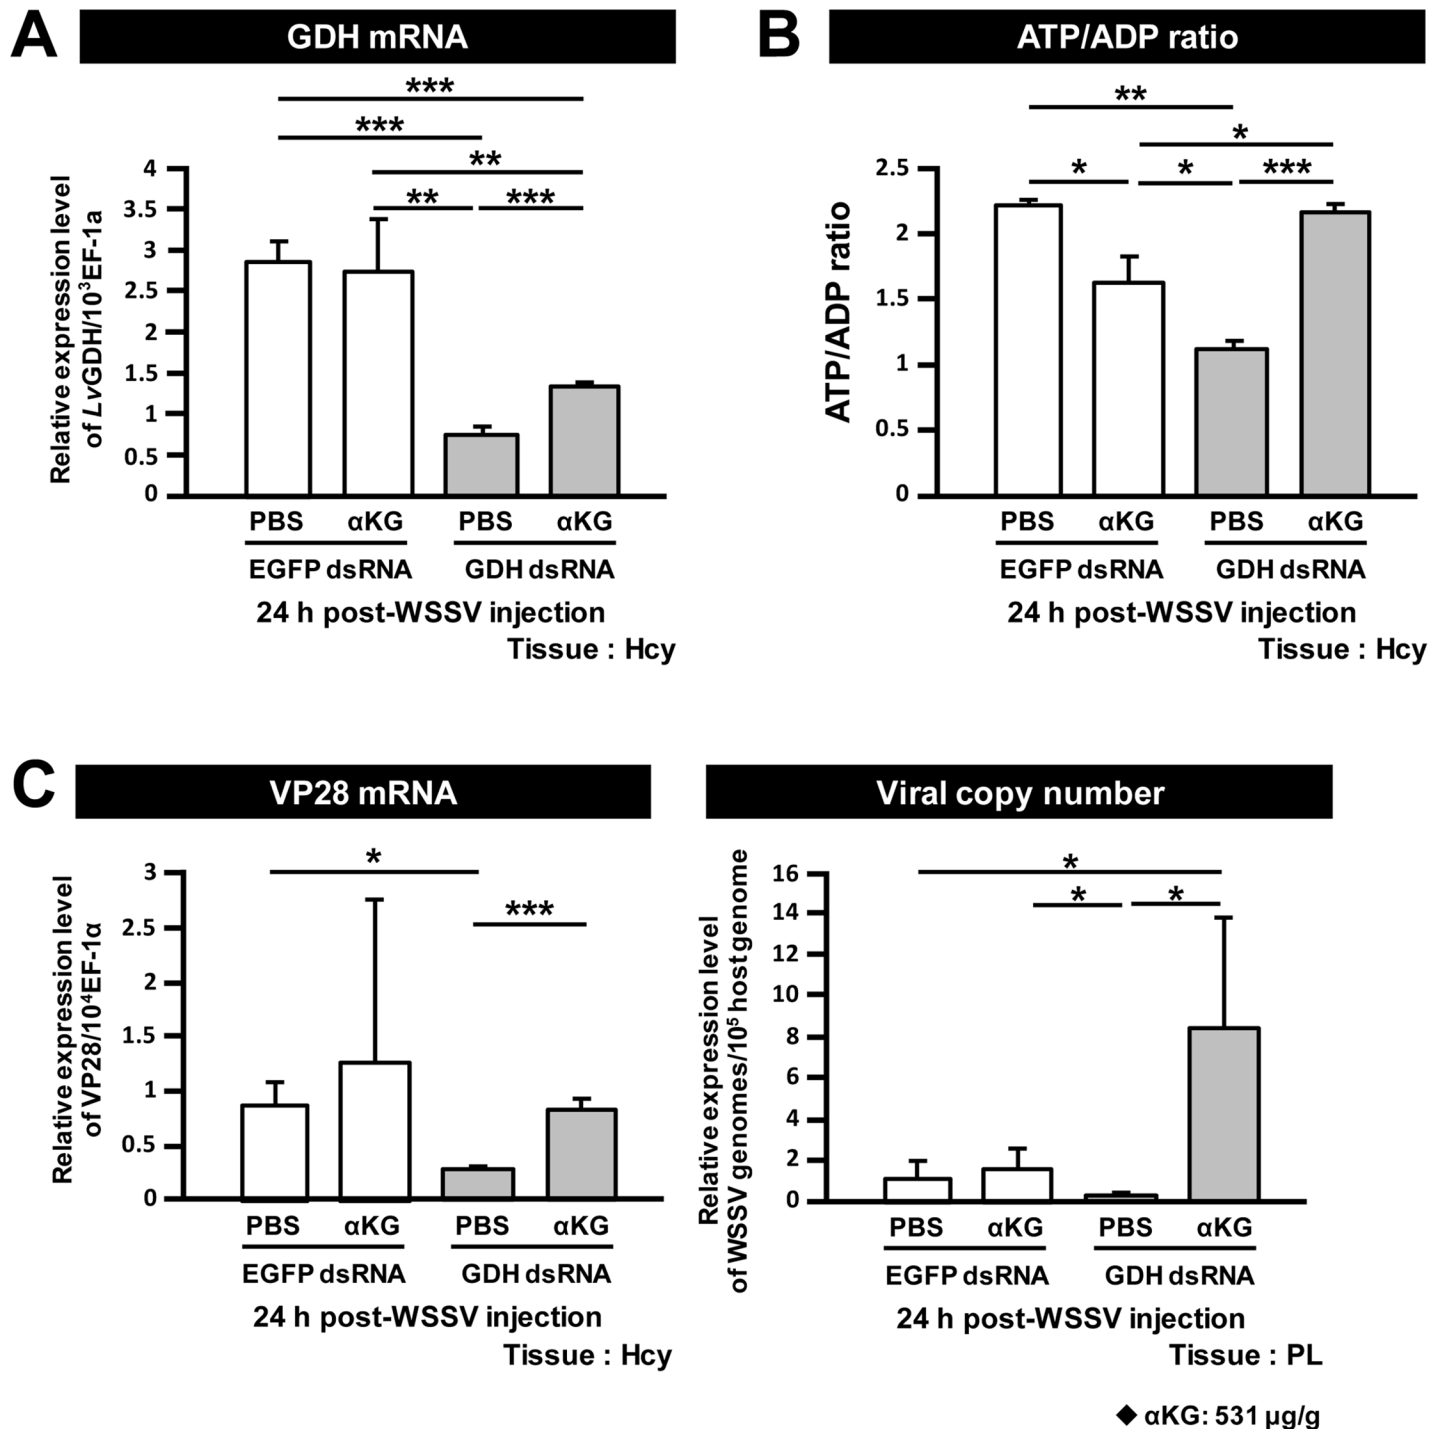 A
GDH mRNA
***
***
**
**
***
Relative expression level
of LvGDH/10³EF-1a
4
3.5
3
2.5
2
1.5
1
0.5
0
PBS
αKG
PBS
αKG
EGFP dsRNA
GDH dsRNA
24 h post-WSSV injection
Tissue : Hcy
B
ATP/ADP ratio
**
*
*
*
***
ATP/ADP ratio
2.5
2
1.5
1
0.5
0
PBS
αKG
PBS
αKG
EGFP dsRNA
GDH dsRNA
24 h post-WSSV injection
Tissue : Hcy
C
VP28 mRNA
*
***
Relative expression level
of VP28/10⁴EF-1α
3
2.5
2
1.5
1
0.5
0
PBS
αKG
PBS
αKG
EGFP dsRNA
GDH dsRNA
24 h post-WSSV injection
Tissue : Hcy
Viral copy number
*
*
*
Relative expression level
of WSSV genomes/10⁵ host genome
16
14
12
10
8
6
4
2
0
PBS
αKG
PBS
αKG
EGFP dsRNA
GDH dsRNA
24 h post-WSSV injection
Tissue : PL
◆ αKG: 531 μg/g